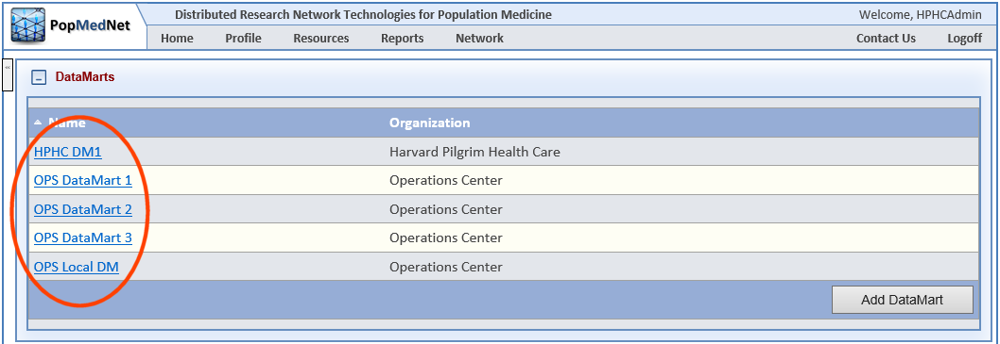 PopMedNet
Distributed Research Network Technologies for Population Medicine
Welcome, HPHCAdmin
Home Profile Resources Reports Network Contact Us Logoff
<<
DataMarts
Name Organization
HPHC DM1 Harvard Pilgrim Health Care
OPS DataMart 1 Operations Center
OPS DataMart 2 Operations Center
OPS DataMart 3 Operations Center
OPS Local DM Operations Center
Add DataMart